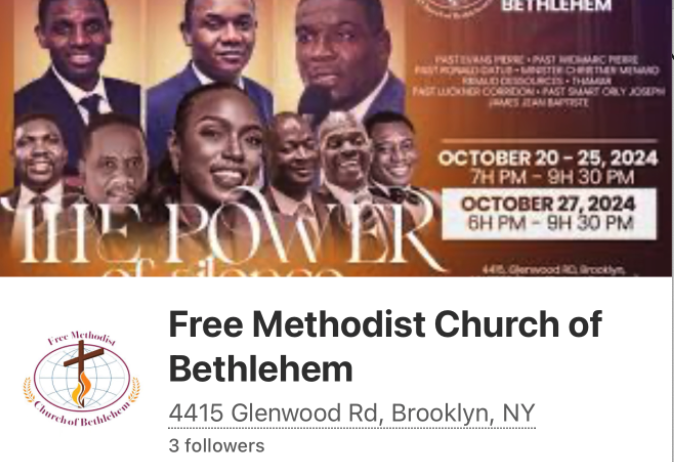 BETHLEHEM
PAST EVANS PIERRE • PAST WIDMARC PIERRE
PAST RONALD DATUS • MINISTER CHRISTNER MENARD
RENAUD DESSOURCES • THAMAR
PAST LUCKNER CORRIDON • PAST SMART ORLY JOSEPH
JAMES JEAN BAPTISTE
OCTOBER 20 - 25, 2024
7H PM - 9H 30 PM
OCTOBER 27, 2024
6H PM - 9H 30 PM
THE POWER
of silence
4415, Glenwood RD, Brooklyn,
Free Methodist
Church of Bethlehem
Free Methodist Church of
Bethlehem
4415 Glenwood Rd, Brooklyn, NY
3 followers